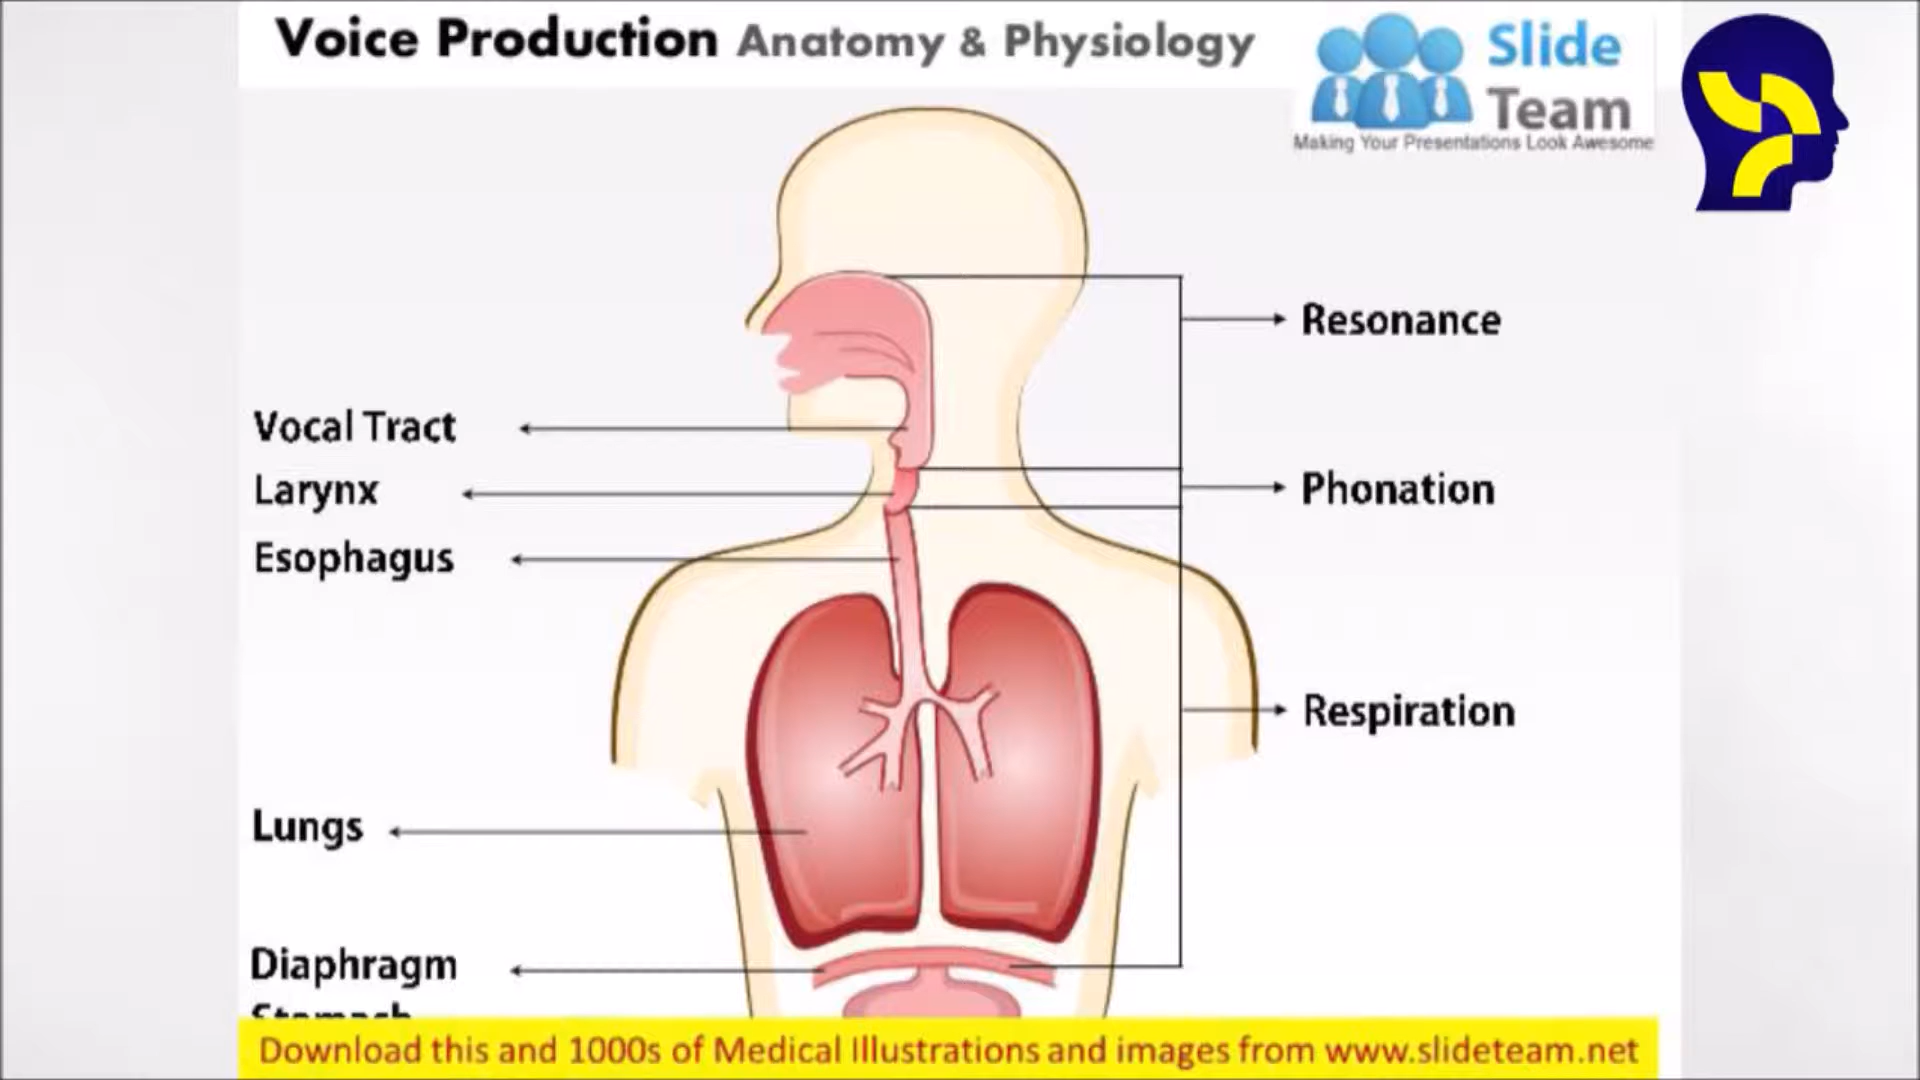 Voice Production Anatomy & Physiology
Slide
Team
Making Your Presentations Look Awesome
Resonance
Vocal Tract
Larynx
Phonation
Esophagus
Respiration
Lungs
Diaphragm
Stomach
Download this and 1000s of Medical Illustrations and images from www.slideteam.net